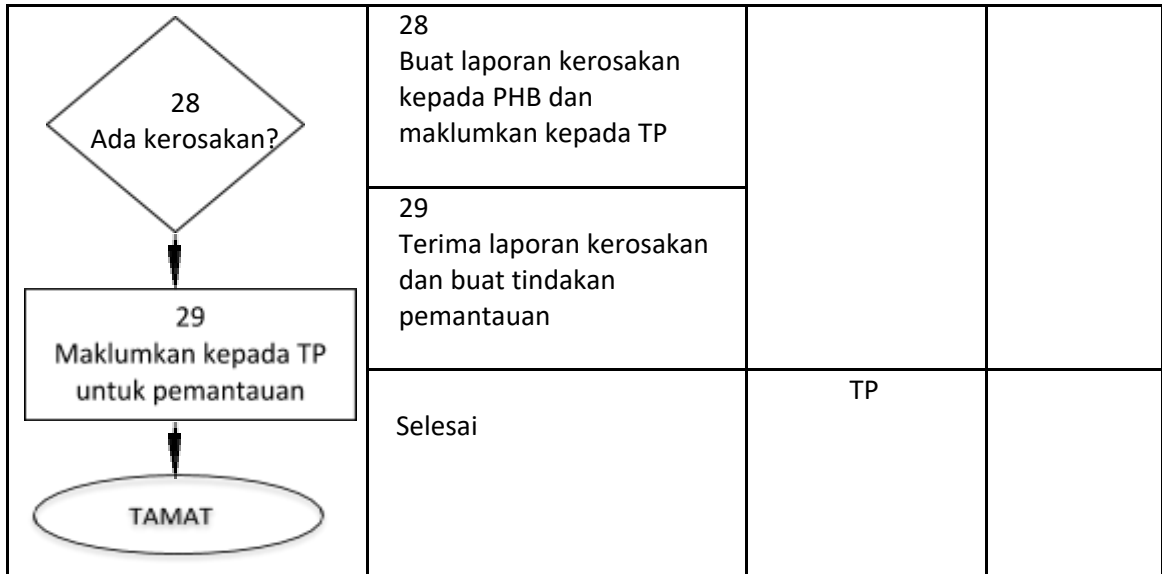 28
Ada kerosakan?
29
Maklumkan kepada TP
untuk pemantauan
TAMAT
28
Buat laporan kerosakan
kepada PHB dan
maklumkan kepada TP
29
Terima laporan kerosakan
dan buat tindakan
pemantauan
Selesai
TP